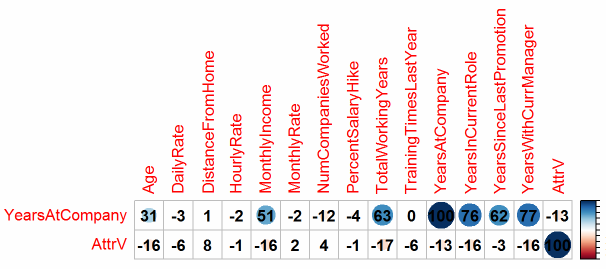 Age
DailyRate
DistanceFromHome
HourlyRate
MonthlyIncome
MonthlyRate
NumCompaniesWorked
PercentSalaryHike
TotalWorkingYears
TrainingTimesLastYear
YearsAtCompany
YearsInCurrentRole
YearsSinceLastPromotion
YearsWithCurrManager
AttrV
YearsAtCompany 31 -3 1 -2 51 -2 -12 -4 63 0 100 76 62 77 -13
AttrV -16 -6 8 -1 -16 2 4 -1 -17 -6 -13 -16 -3 -16 100